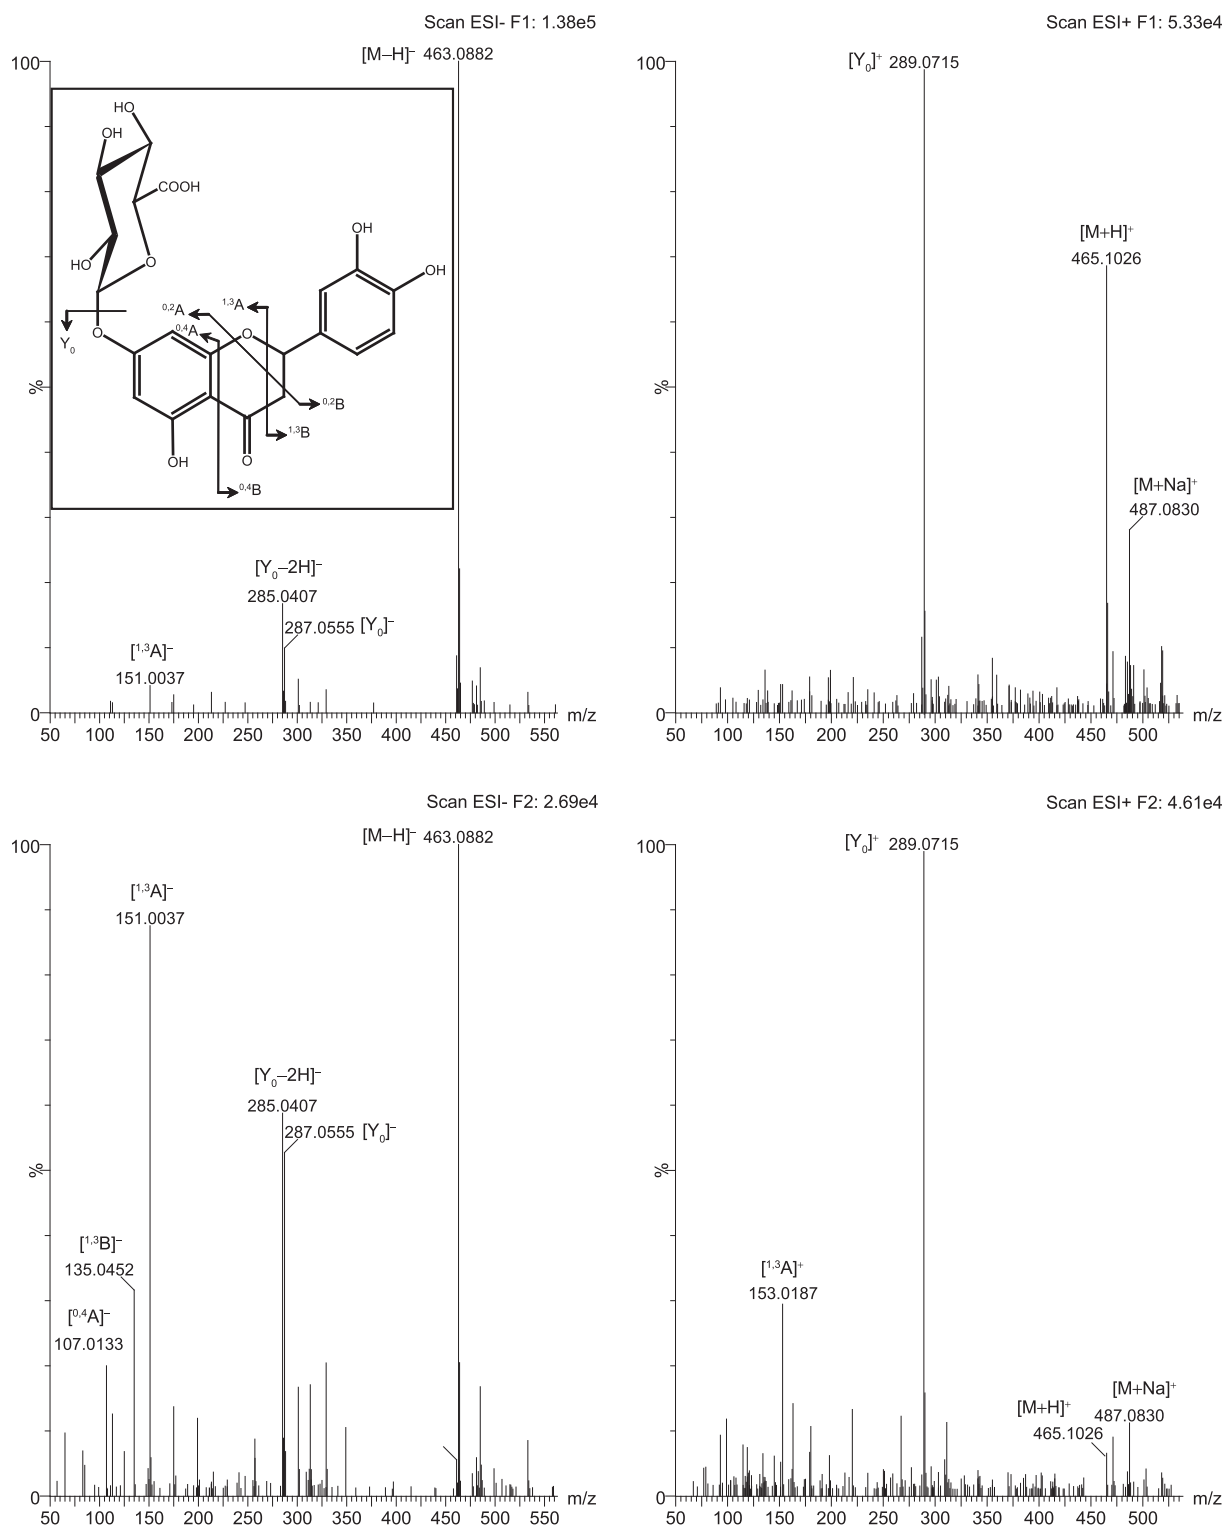 Scan ESI- F1: 1.38e5
[M–H]⁻ 463.0882
100
HO
OH
COOH
HO
O
OH
OH
O
Y₀
⁰,²A
¹,³A
⁰,⁴A
O
⁰,²B
¹,³B
O
OH
⁰,⁴B
%
[Y₀–2H]⁻
285.0407
287.0555 [Y₀]⁻
[¹,³A]⁻
151.0037
0
m/z
50 100 150 200 250 300 350 400 450 500 550
Scan ESI+ F1: 5.33e4
[Y₀]⁺ 289.0715
100
[M+H]⁺
465.1026
%
[M+Na]⁺
487.0830
0
m/z
50 100 150 200 250 300 350 400 450 500
Scan ESI- F2: 2.69e4
[M–H]⁻ 463.0882
100
[¹,³A]⁻
151.0037
[Y₀–2H]⁻
285.0407
287.0555 [Y₀]⁻
%
[¹,³B]⁻
135.0452
[⁰,⁴A]⁻
107.0133
0
m/z
50 100 150 200 250 300 350 400 450 500 550
Scan ESI+ F2: 4.61e4
[Y₀]⁺ 289.0715
100
%
[¹,³A]⁺
153.0187
[M+Na]⁺
[M+H]⁺
487.0830
465.1026
0
m/z
50 100 150 200 250 300 350 400 450 500